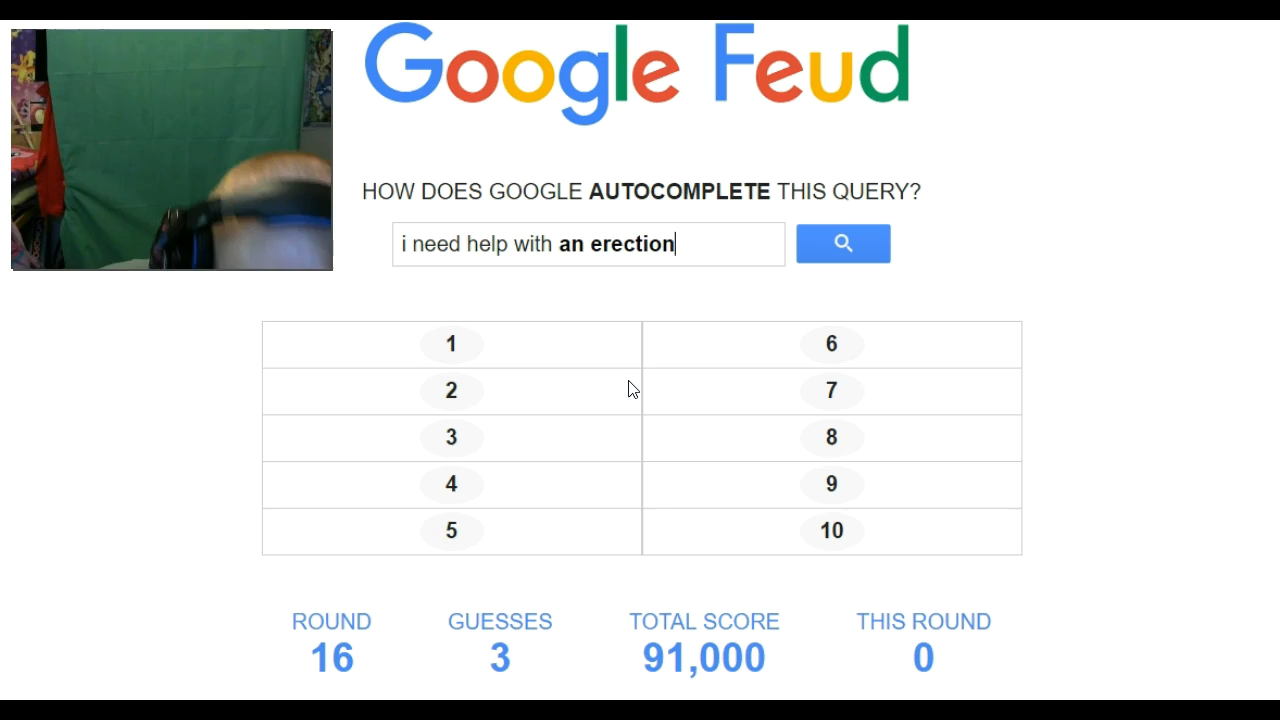 Google Feud
HOW DOES GOOGLE AUTOCOMPLETE THIS QUERY?
i need help with an erection
1
6
2
7
3
8
4
9
5
10
ROUND
GUESSES
TOTAL SCORE
THIS ROUND
16
3
91,000
0